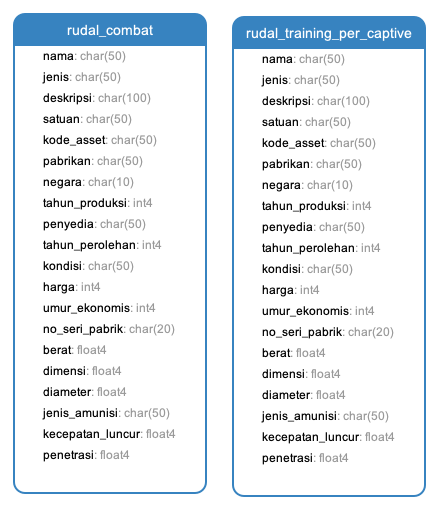 rudal_combat
nama: char(50)
jenis: char(50)
deskripsi: char(100)
satuan: char(50)
kode_asset: char(50)
pabrikan: char(50)
negara: char(10)
tahun_produksi: int4
penyedia: char(50)
tahun_perolehan: int4
kondisi: char(50)
harga: int4
umur_ekonomis: int4
no_seri_pabrik: char(20)
berat: float4
dimensi: float4
diameter: float4
jenis_amunisi: char(50)
kecepatan_luncur: float4
penetrasi: float4
rudal_training_per_captive
nama: char(50)
jenis: char(50)
deskripsi: char(100)
satuan: char(50)
kode_asset: char(50)
pabrikan: char(50)
negara: char(10)
tahun_produksi: int4
penyedia: char(50)
tahun_perolehan: int4
kondisi: char(50)
harga: int4
umur_ekonomis: int4
no_seri_pabrik: char(20)
berat: float4
dimensi: float4
diameter: float4
jenis_amunisi: char(50)
kecepatan_luncur: float4
penetrasi: float4